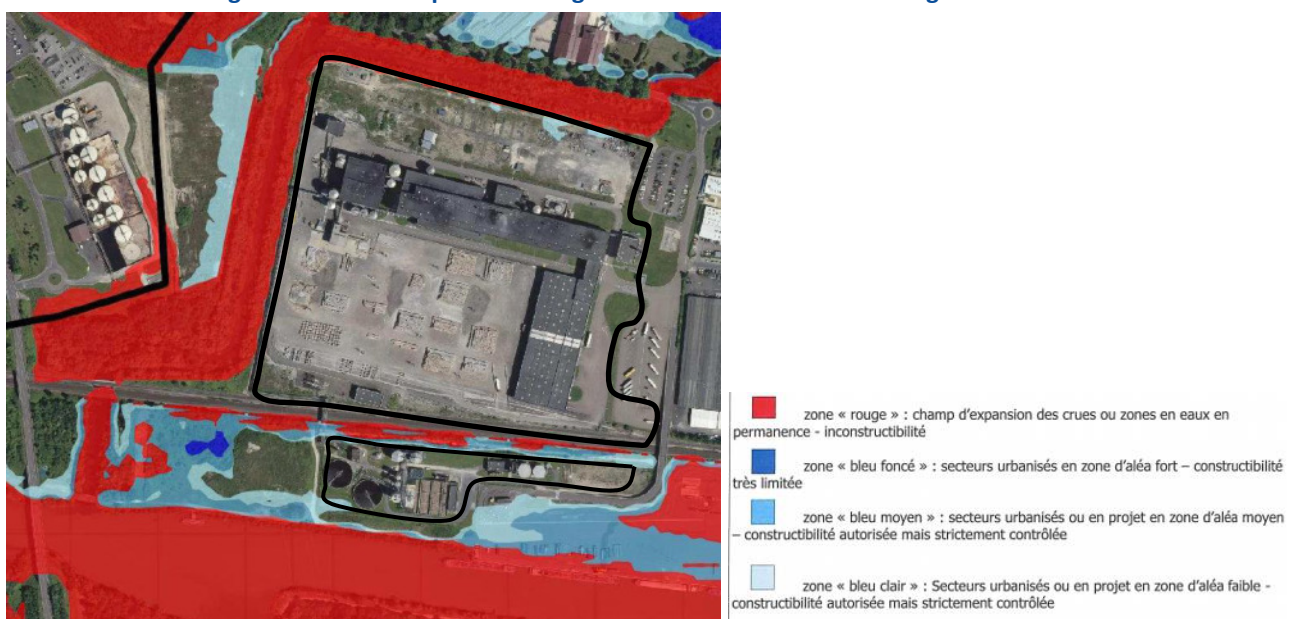 zone « rouge » : champ d'expansion des crues ou zones en eaux en
permanence - inconstructibilité
zone « bleu foncé » : secteurs urbanisés en zone d'aléa fort – constructibilité
très limitée
zone « bleu moyen » : secteurs urbanisés ou en projet en zone d'aléa moyen
– constructibilité autorisée mais strictement contrôlée
zone « bleu clair » : Secteurs urbanisés ou en projet en zone d'aléa faible -
constructibilité autorisée mais strictement contrôlée